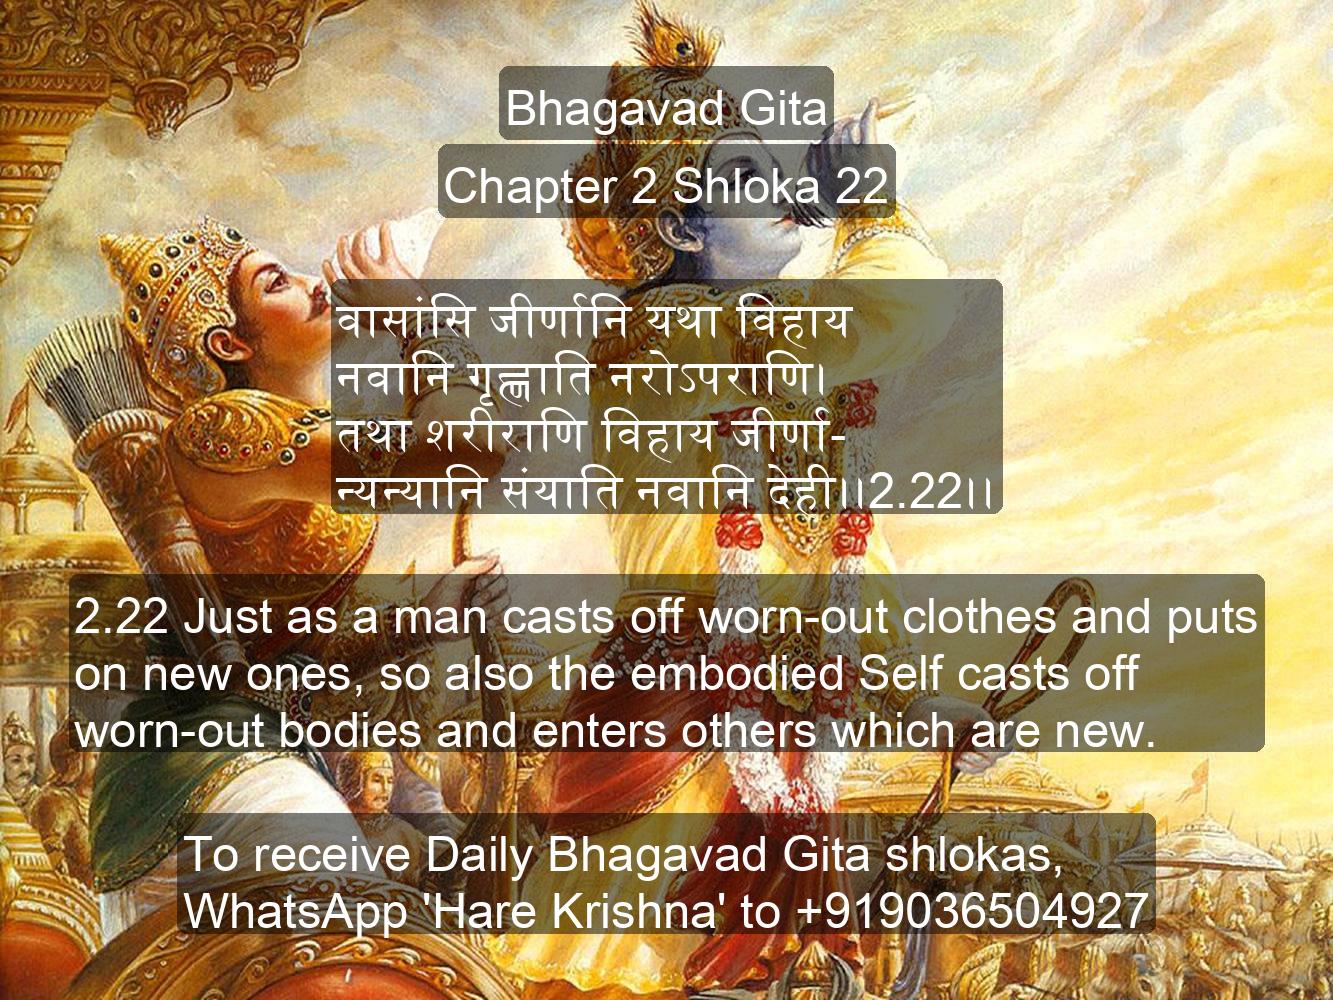 Bhagavad Gita
Chapter 2 Shloka 22
वासांसि जीर्णानि यथा विहाय
नवानि गृह्णाति नरोऽपराणि।
तथा शरीराणि विहाय जीर्णा-
न्यन्यानि संयाति नवानि देही।।2.22।।
2.22 Just as a man casts off worn-out clothes and puts
on new ones, so also the embodied Self casts off
worn-out bodies and enters others which are new.
To receive Daily Bhagavad Gita shlokas,
WhatsApp 'Hare Krishna' to +919036504927